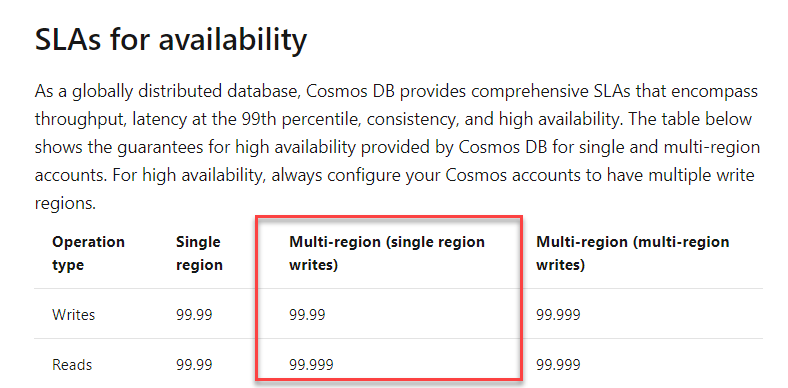 SLAs for availability
As a globally distributed database, Cosmos DB provides comprehensive SLAs that encompass
throughput, latency at the 99th percentile, consistency, and high availability. The table below
shows the guarantees for high availability provided by Cosmos DB for single and multi-region
accounts. For high availability, always configure your Cosmos accounts to have multiple write
regions.
Operation type Single region Multi-region (single region writes) Multi-region (multi-region writes)
Writes 99.99 99.99 99.999
Reads 99.99 99.999 99.999